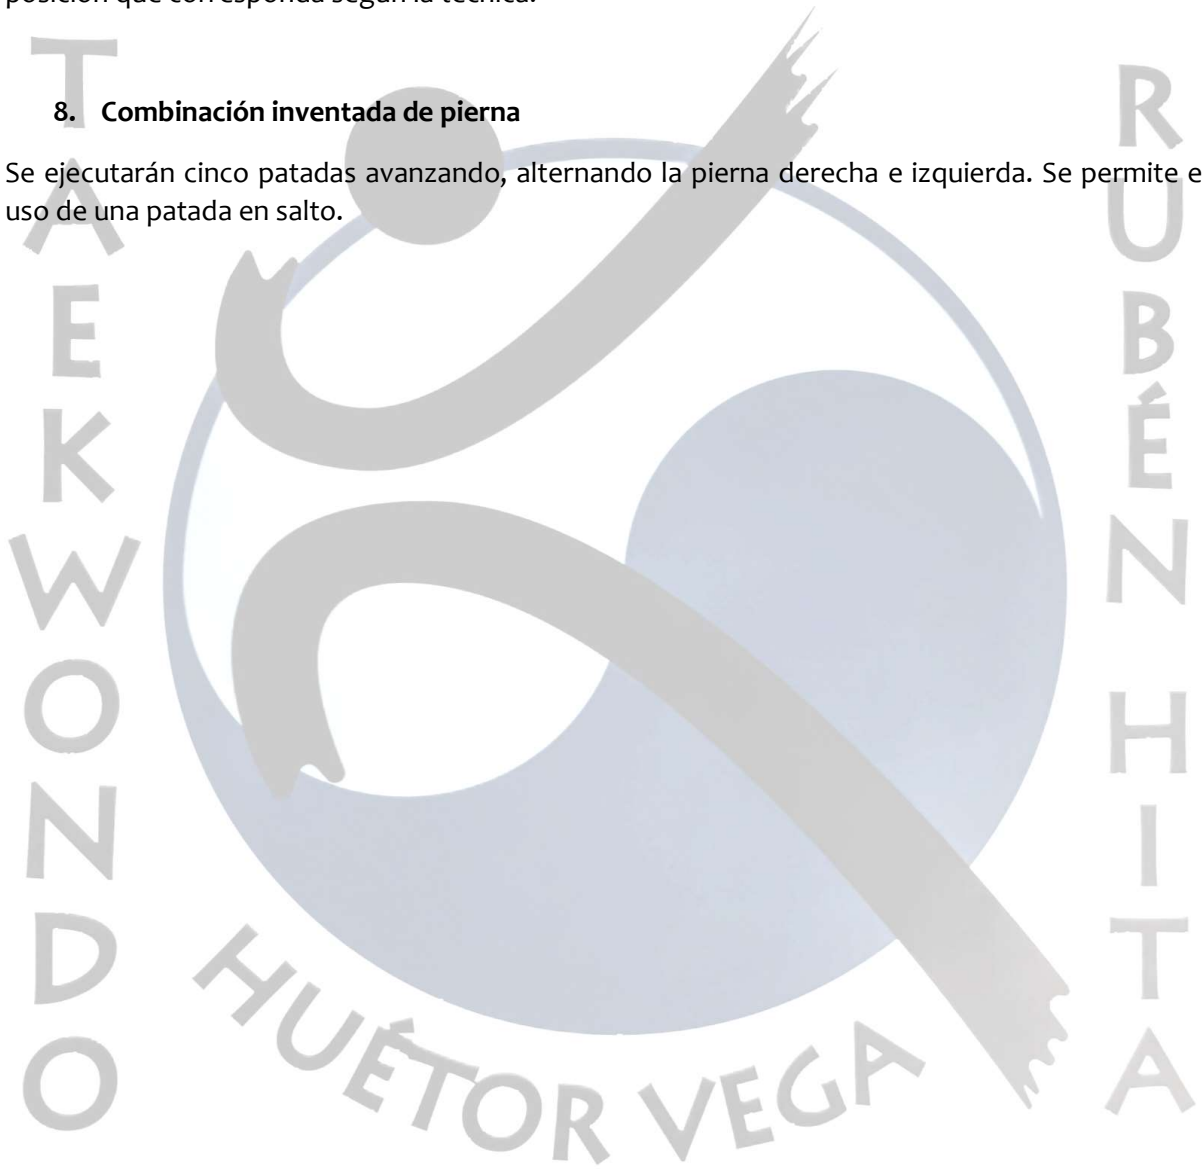 posición que corresponda según la técnica.
8. Combinación inventada de pierna
Se ejecutarán cinco patadas avanzando, alternando la pierna derecha e izquierda. Se permite e
uso de una patada en salto.
TAEKWONDO
RUBÉN HITA
HUÉTOR VEGA